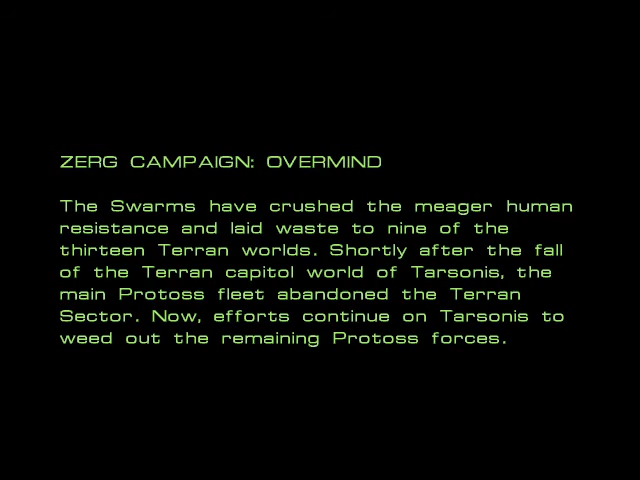 ZERG CAMPAIGN: OVERMIND
The Swarms have crushed the meager human
resistance and laid waste to nine of the
thirteen Terran worlds. Shortly after the fall
of the Terran capitol world of Tarsonis, the
main Protoss fleet abandoned the Terran
Sector. Now, efforts continue on Tarsonis to
weed out the remaining Protoss forces.